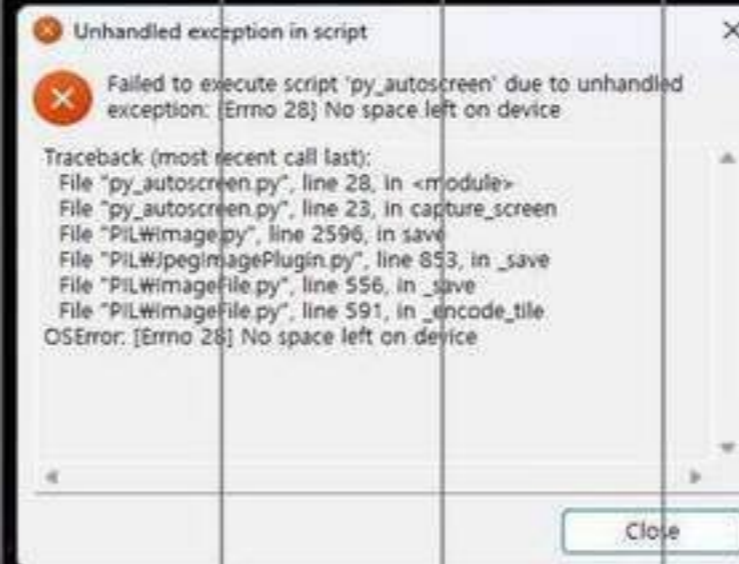 Unhandled exception in script
Failed to execute script 'py_autoscreen' due to unhandled
exception: [Errno 28] No space left on device
Traceback (most recent call last):
File "py_autoscreen.py", line 28, in <module>
File "py_autoscreen.py", line 23, in capture_screen
File "PIL₩Image.py", line 2596, in save
File "PIL₩JpegImagePlugin.py", line 853, in _save
File "PIL₩ImageFile.py", line 556, in _save
File "PIL₩ImageFile.py", line 591, in _encode_tile
OSError: [Errno 28] No space left on device
Close